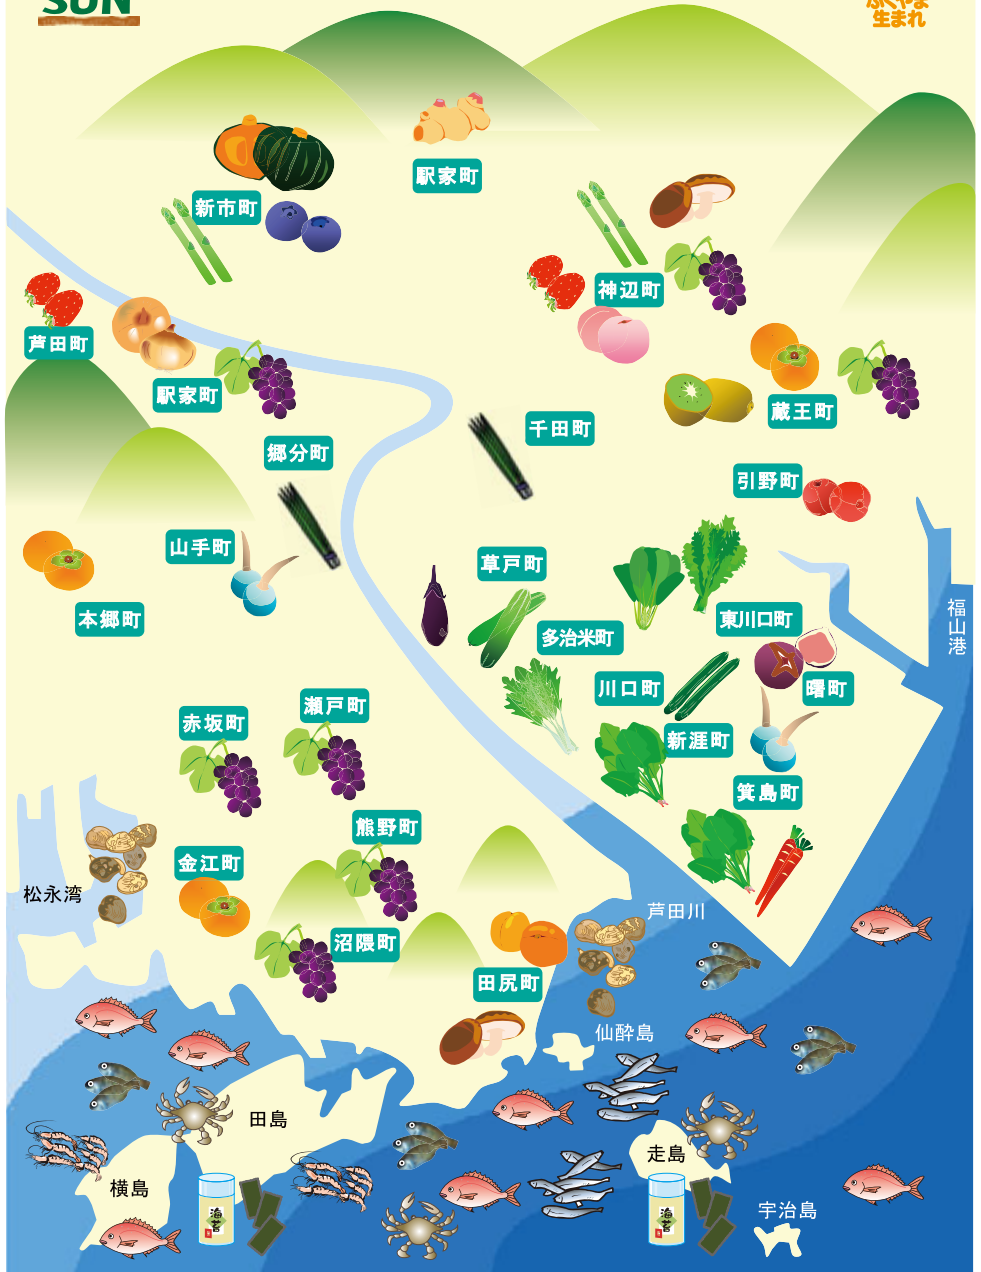 SUN
ふくやま
生まれ
駅家町
新市町
神辺町
芦田町
駅家町
蔵王町
千田町
郷分町
引野町
山手町
草戸町
福山港
本郷町
東川口町
多治米町
川口町
曙町
瀬戸町
赤坂町
新涯町
箕島町
熊野町
金江町
松永湾
芦田川
沼隈町
田尻町
仙酔島
田島
走島
横島
宇治島
海苔
海苔